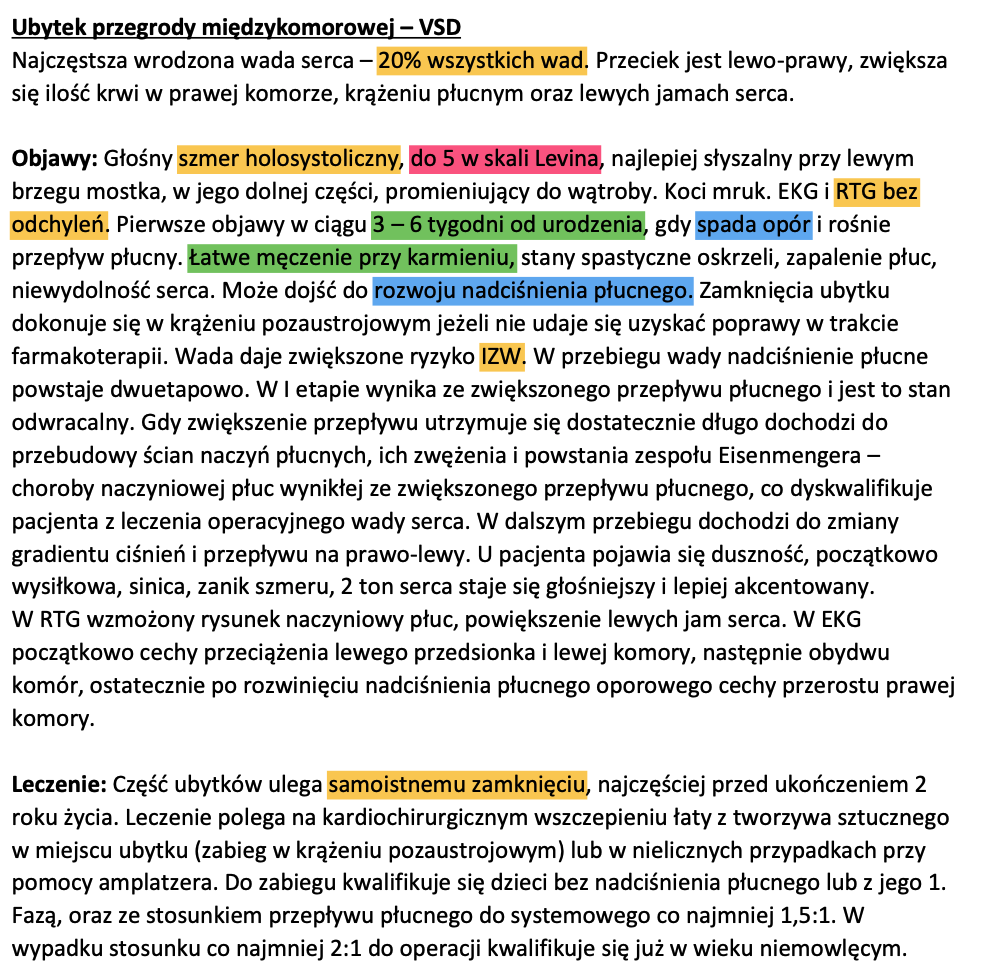 Ubytek przegrody międzykomorowej – VSD
Najczęstsza wrodzona wada serca – 20% wszystkich wad. Przeciek jest lewo-prawy, zwiększa
się ilość krwi w prawej komorze, krążeniu płucnym oraz lewych jamach serca.
Objawy: Głośny szmer holosystoliczny, do 5 w skali Levina, najlepiej słyszalny przy lewym
brzegu mostka, w jego dolnej części, promieniujący do wątroby. Koci mruk. EKG i RTG bez
odchyleń. Pierwsze objawy w ciągu 3 – 6 tygodni od urodzenia, gdy spada opór i rośnie
przepływ płucny. Łatwe męczenie przy karmieniu, stany spastyczne oskrzeli, zapalenie płuc,
niewydolność serca. Może dojść do rozwoju nadciśnienia płucnego. Zamknięcia ubytku
dokonuje się w krążeniu pozaustrojowym jeżeli nie udaje się uzyskać poprawy w trakcie
farmakoterapii. Wada daje zwiększone ryzyko IZW. W przebiegu wady nadciśnienie płucne
powstaje dwuetapowo. W I etapie wynika ze zwiększonego przepływu płucnego i jest to stan
odwracalny. Gdy zwiększenie przepływu utrzymuje się dostatecznie długo dochodzi do
przebudowy ścian naczyń płucnych, ich zwężenia i powstania zespołu Eisenmengera –
choroby naczyniowej płuc wynikłej ze zwiększonego przepływu płucnego, co dyskwalifikuje
pacjenta z leczenia operacyjnego wady serca. W dalszym przebiegu dochodzi do zmiany
gradientu ciśnień i przepływu na prawo-lewy. U pacjenta pojawia się duszność, początkowo
wysiłkowa, sinica, zanik szmeru, 2 ton serca staje się głośniejszy i lepiej akcentowany.
W RTG wzmożony rysunek naczyniowy płuc, powiększenie lewych jam serca. W EKG
początkowo cechy przeciążenia lewego przedsionka i lewej komory, następnie obydwu
komór, ostatecznie po rozwinięciu nadciśnienia płucnego oporowego cechy przerostu prawej
komory.
Leczenie: Część ubytków ulega samoistnemu zamknięciu, najczęściej przed ukończeniem 2
roku życia. Leczenie polega na kardiochirurgicznym wszczepieniu łaty z tworzywa sztucznego
w miejscu ubytku (zabieg w krążeniu pozaustrojowym) lub w nielicznych przypadkach przy
pomocy amplatzera. Do zabiegu kwalifikuje się dzieci bez nadciśnienia płucnego lub z jego 1.
Fazą, oraz ze stosunkiem przepływu płucnego do systemowego co najmniej 1,5:1. W
wypadku stosunku co najmniej 2:1 do operacji kwalifikuje się już w wieku niemowlęcym.